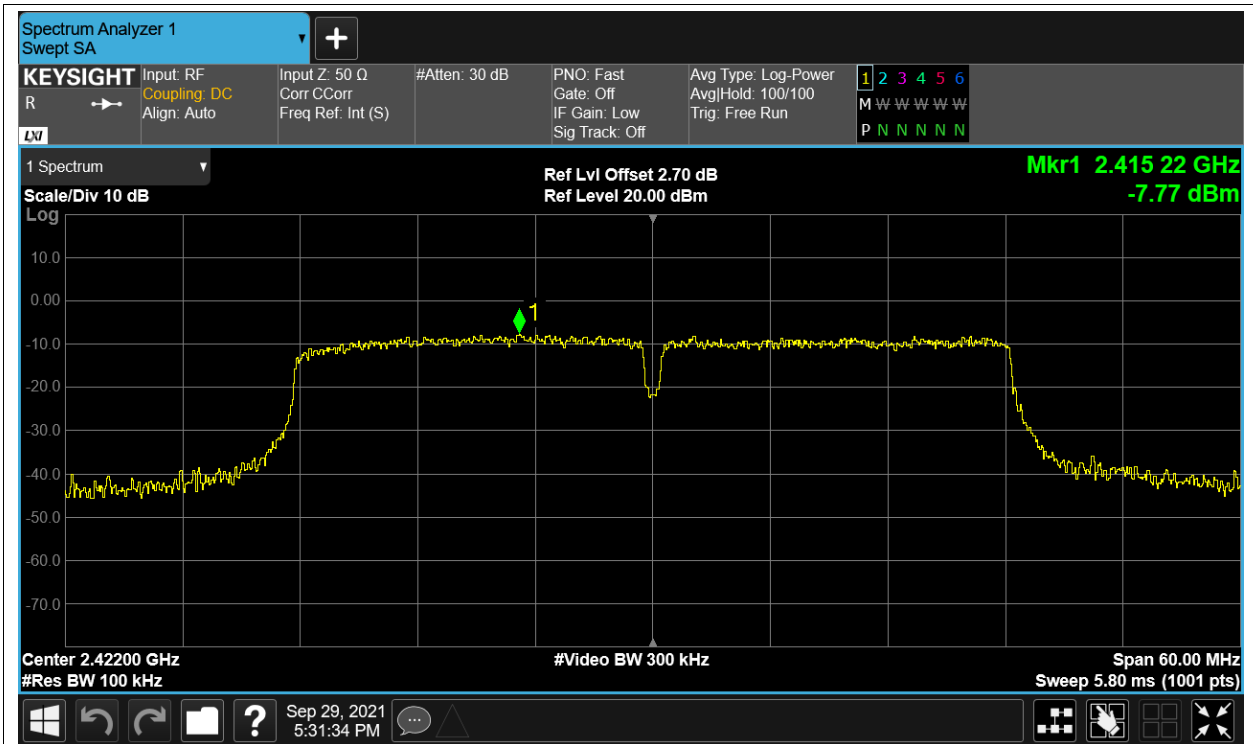 Spectrum Analyzer 1
Swept SA
KEYSIGHT
R
LXI
Input: RF
Coupling: DC
Align: Auto
Input Z: 50 Ω
Corr CCorr
Freq Ref: Int (S)
#Atten: 30 dB
PNO: Fast
Gate: Off
IF Gain: Low
Sig Track: Off
Avg Type: Log-Power
Avg|Hold: 100/100
Trig: Free Run
1 2 3 4 5 6
M W W W W W
P N N N N N
1 Spectrum
Scale/Div 10 dB
Log
Ref Lvl Offset 2.70 dB
Ref Level 20.00 dBm
Mkr1 2.415 22 GHz
-7.77 dBm
10.0
0.00
1
-10.0
-20.0
-30.0
-40.0
-50.0
-60.0
-70.0
Center 2.42200 GHz
#Res BW 100 kHz
#Video BW 300 kHz
Span 60.00 MHz
Sweep 5.80 ms (1001 pts)
?
Sep 29, 2021
5:31:34 PM